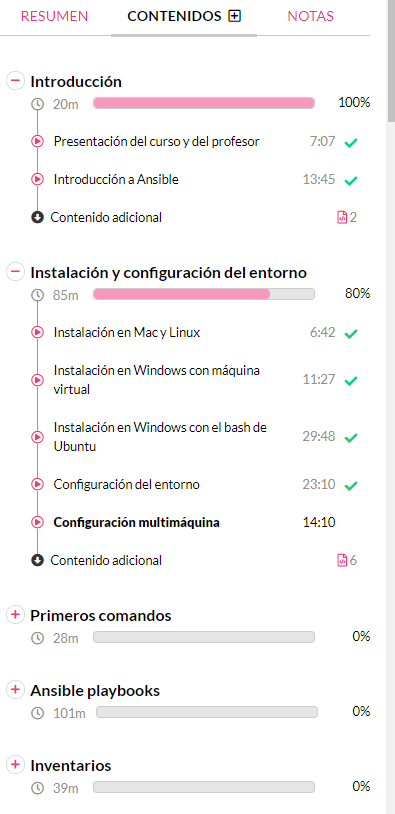 RESUMEN CONTENIDOS NOTAS
Introducción
20m 100%
Presentación del curso y del profesor 7:07
Introducción a Ansible 13:45
Contenido adicional 2
Instalación y configuración del entorno
85m 80%
Instalación en Mac y Linux 6:42
Instalación en Windows con máquina
virtual 11:27
Instalación en Windows con el bash de
Ubuntu 29:48
Configuración del entorno 23:10
Configuración multimáquina 14:10
Contenido adicional 6
Primeros comandos
28m 0%
Ansible playbooks
101m 0%
Inventarios
39m 0%